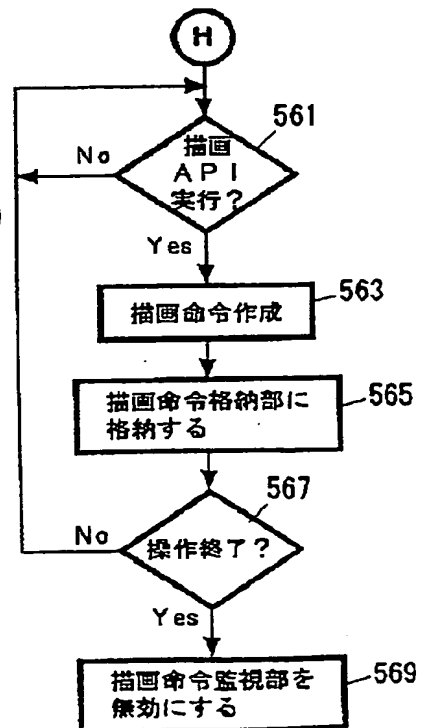 H
561
描画
API
実行？
No
Yes
563
描画命令作成
565
描画命令格納部に
格納する
567
操作終了？
No
Yes
569
描画命令監視部を
無効にする